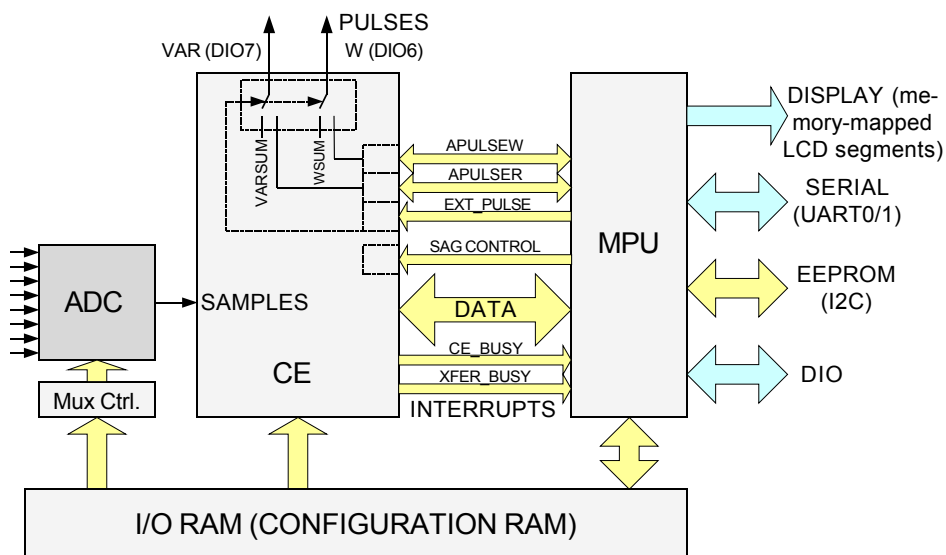 PULSES
VAR (DIO7)
W (DIO6)
VARSUM
WSUM
APULSEW
APULSER
EXT_PULSE
SAG CONTROL
DATA
CE_BUSY
XFER_BUSY
INTERRUPTS
ADC
SAMPLES
CE
MPU
Mux Ctrl.
DISPLAY (me-
mory-mapped
LCD segments)
SERIAL
(UART0/1)
EEPROM
(I2C)
DIO
I/O RAM (CONFIGURATION RAM)